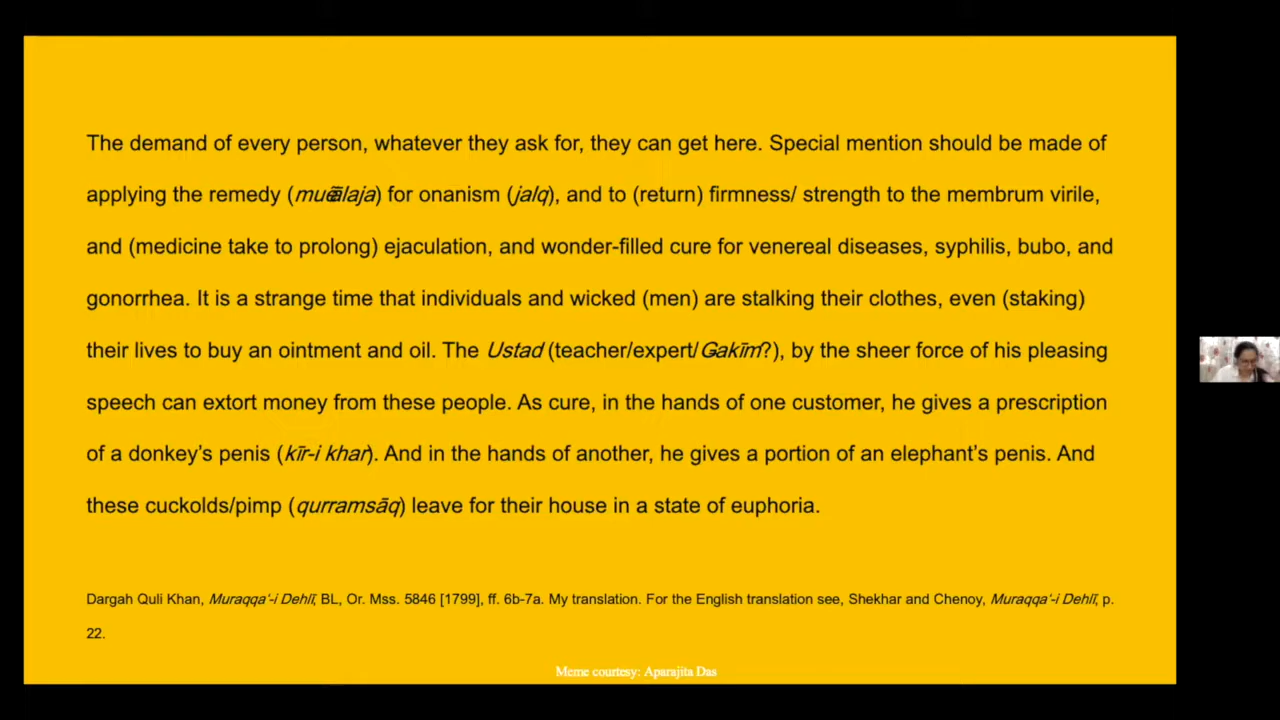 The demand of every person, whatever they ask for, they can get here. Special mention should be made of
applying the remedy (mu‘ālaja) for onanism (jalq), and to (return) firmness/ strength to the membrum virile,
and (medicine take to prolong) ejaculation, and wonder-filled cure for venereal diseases, syphilis, bubo, and
gonorrhea. It is a strange time that individuals and wicked (men) are stalking their clothes, even (staking)
their lives to buy an ointment and oil. The Ustad (teacher/expert/Gakīm?), by the sheer force of his pleasing
speech can extort money from these people. As cure, in the hands of one customer, he gives a prescription
of a donkey’s penis (kīr-i khar). And in the hands of another, he gives a portion of an elephant’s penis. And
these cuckolds/pimp (qurramsāq) leave for their house in a state of euphoria.
Dargah Quli Khan, Muraqqa‘-i Dehlī, BL, Or. Mss. 5846 [1799], ff. 6b-7a. My translation. For the English translation see, Shekhar and Chenoy, Muraqqa‘-i Dehlī, p.
22.
Meme courtesy: Aparajita Das